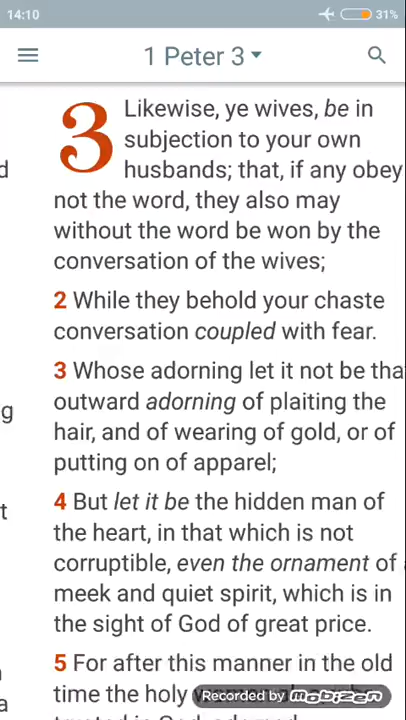 14:10
31%
1 Peter 3
3 Likewise, ye wives, be in
subjection to your own
husbands; that, if any obey
not the word, they also may
without the word be won by the
conversation of the wives;
2 While they behold your chaste
conversation coupled with fear.
3 Whose adorning let it not be tha
outward adorning of plaiting the
hair, and of wearing of gold, or of
putting on of apparel;
4 But let it be the hidden man of
the heart, in that which is not
corruptible, even the ornament of
meek and quiet spirit, which is in
the sight of God of great price.
5 For after this manner in the old
time the holy
Recorded by mobizen